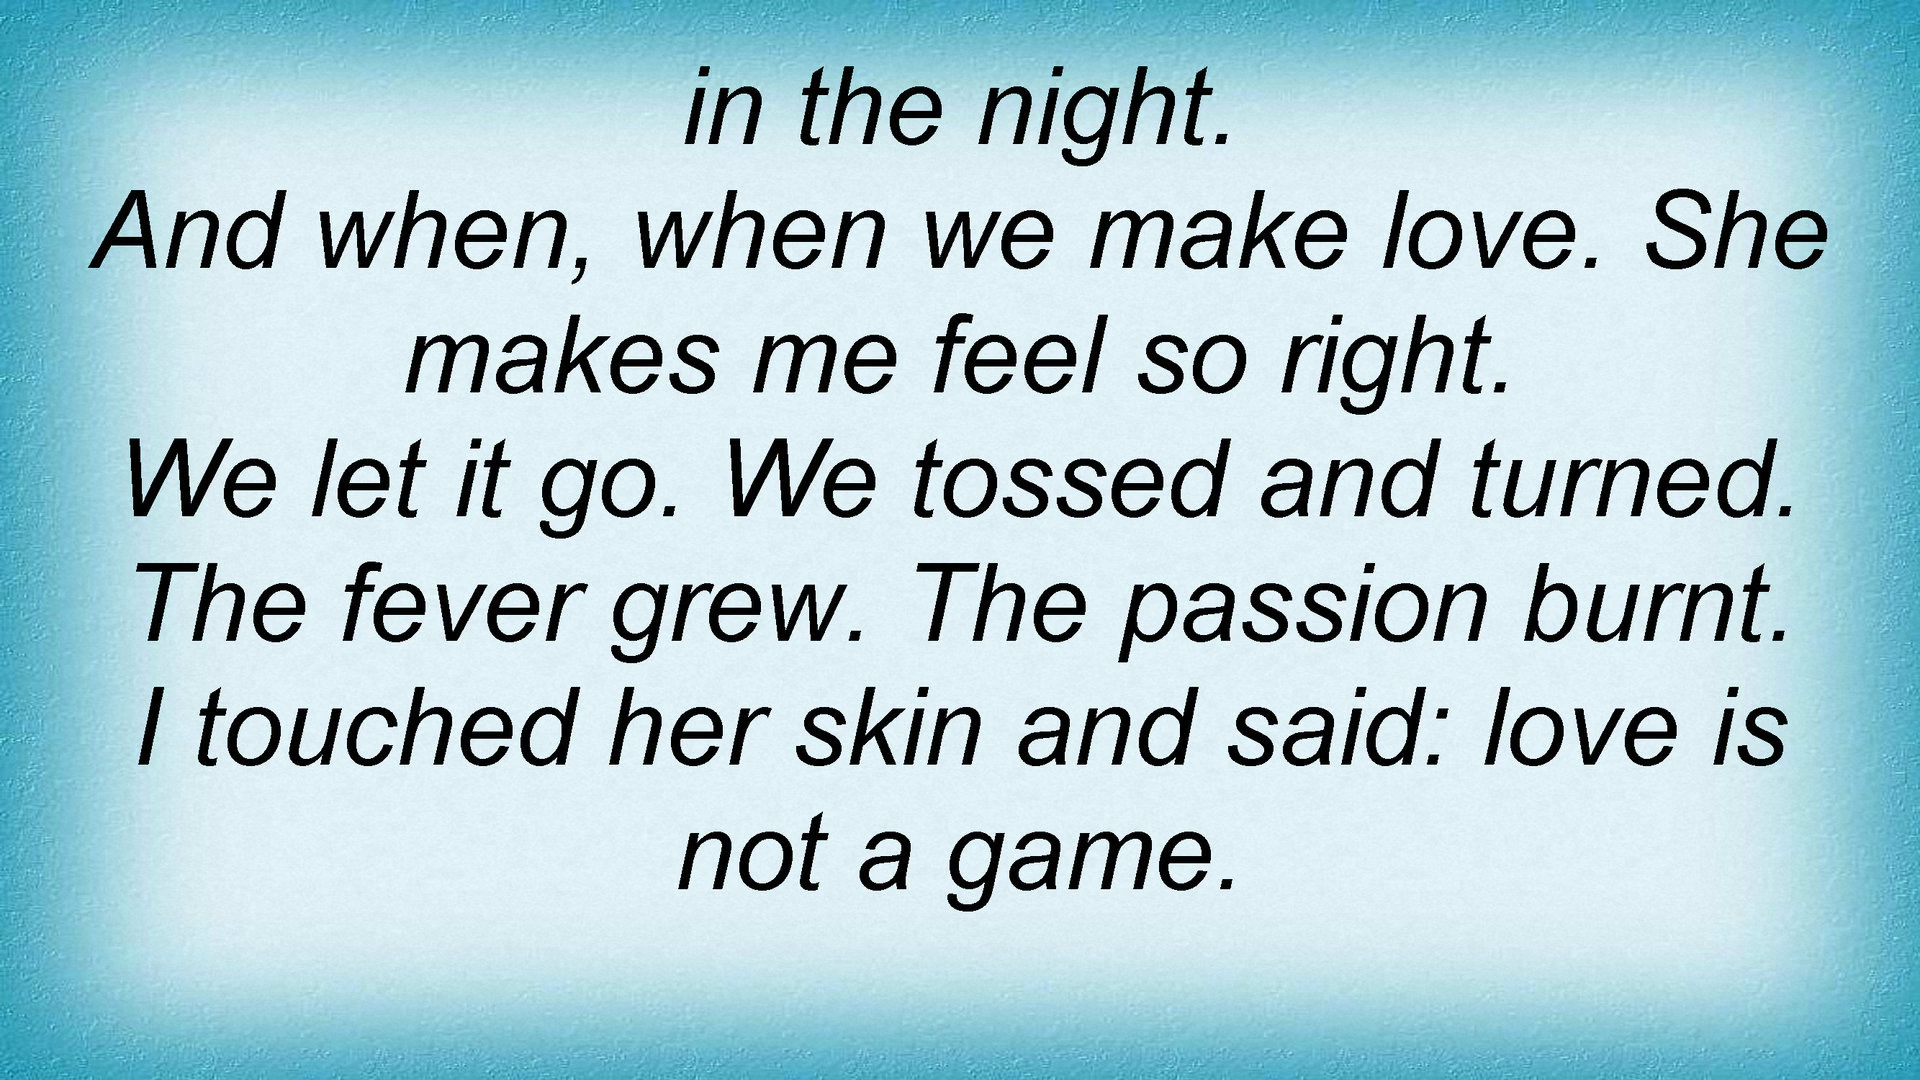 in the night.
And when, when we make love. She
makes me feel so right.
We let it go. We tossed and turned.
The fever grew. The passion burnt.
I touched her skin and said: love is
not a game.